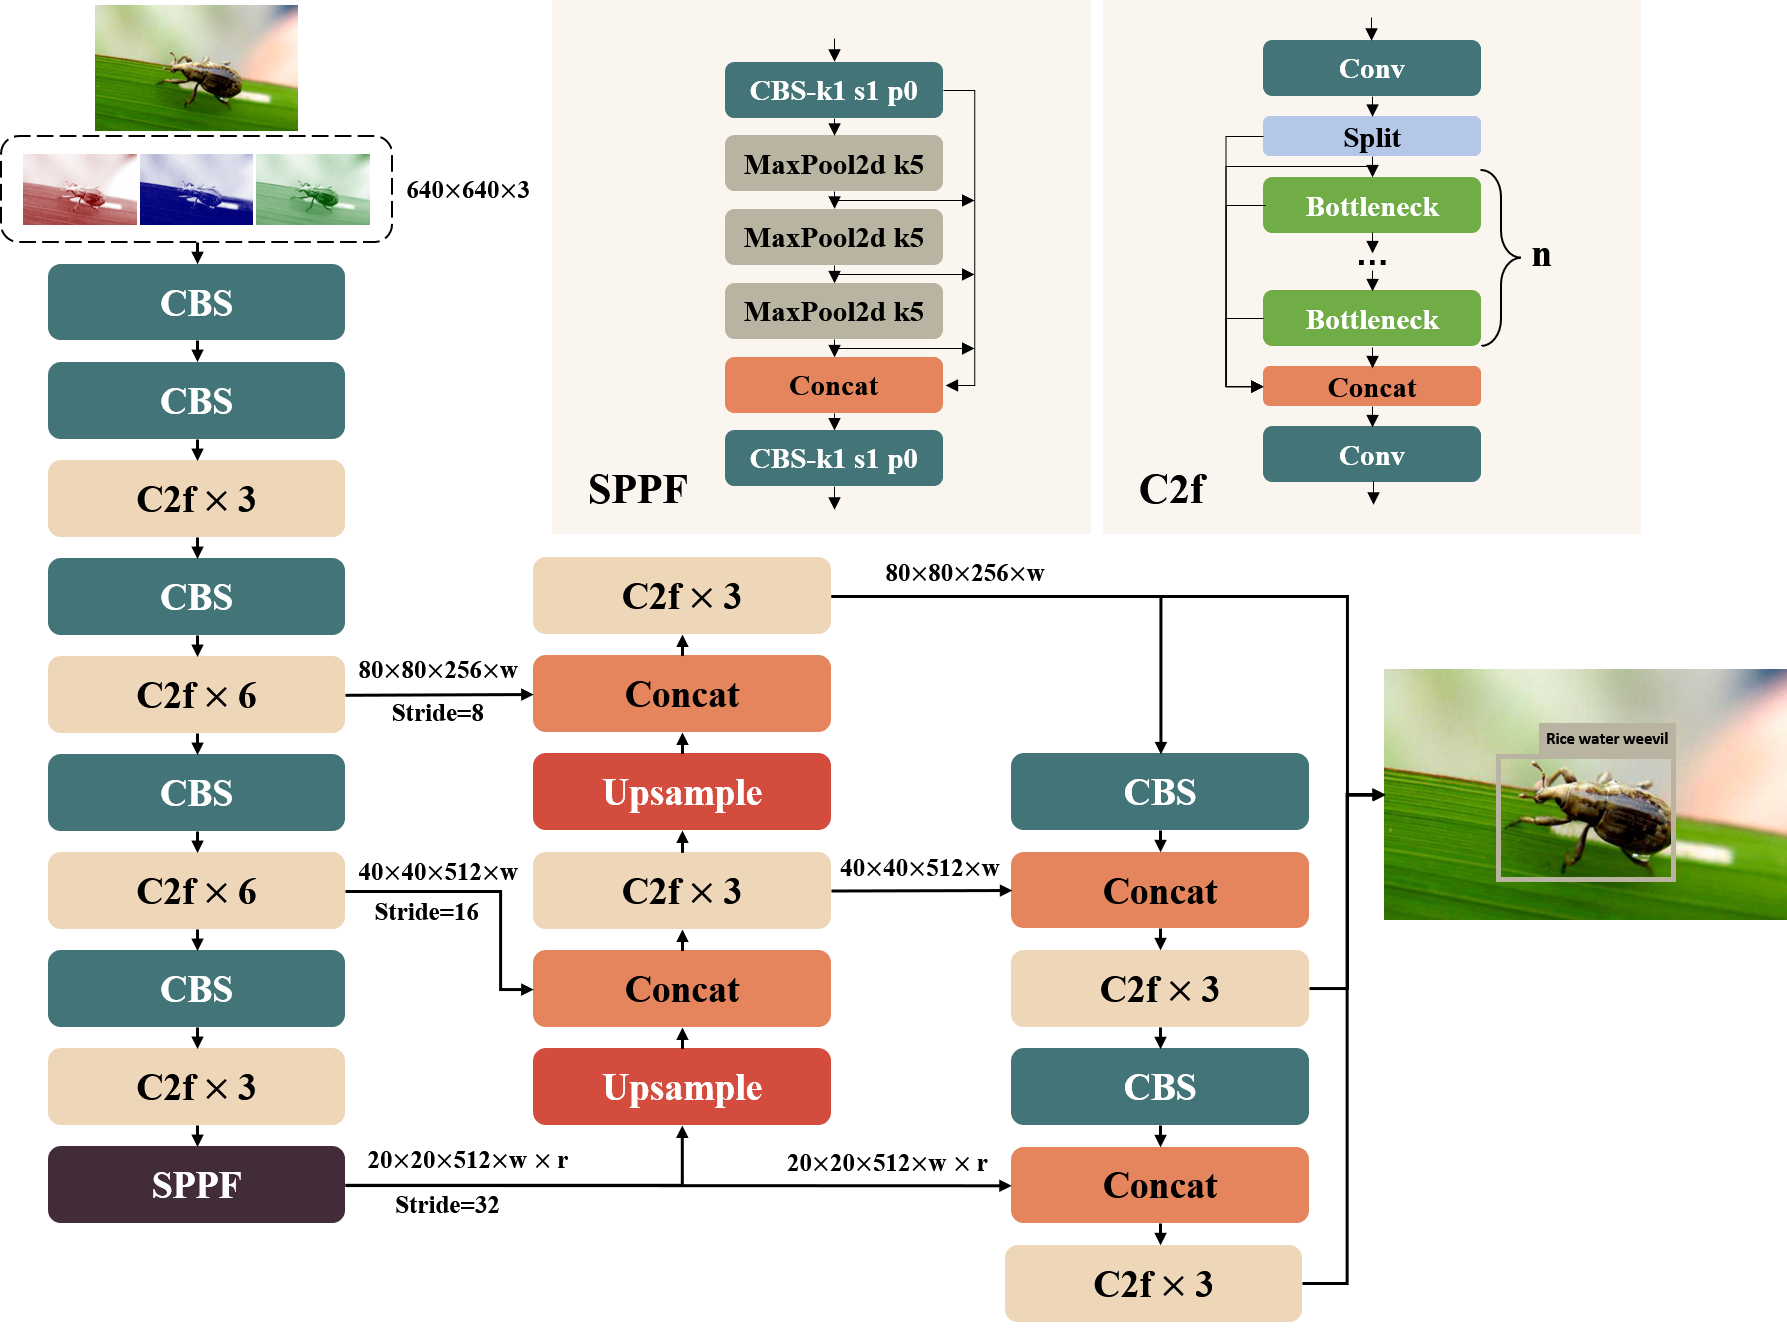 640×640×3
CBS
CBS
C2f × 3
CBS
C2f × 6
CBS
C2f × 6
CBS
C2f × 3
SPPF
80×80×256×w
Stride=8
40×40×512×w
Stride=16
20×20×512×w × r
Stride=32
C2f × 3
Concat
Upsample
C2f × 3
Concat
Upsample
80×80×256×w
40×40×512×w
20×20×512×w × r
CBS
Concat
C2f × 3
CBS
Concat
C2f × 3
Rice water weevil
CBS-k1 s1 p0
MaxPool2d k5
MaxPool2d k5
MaxPool2d k5
Concat
CBS-k1 s1 p0
SPPF
Conv
Split
Bottleneck
...
Bottleneck
n
Concat
Conv
C2f